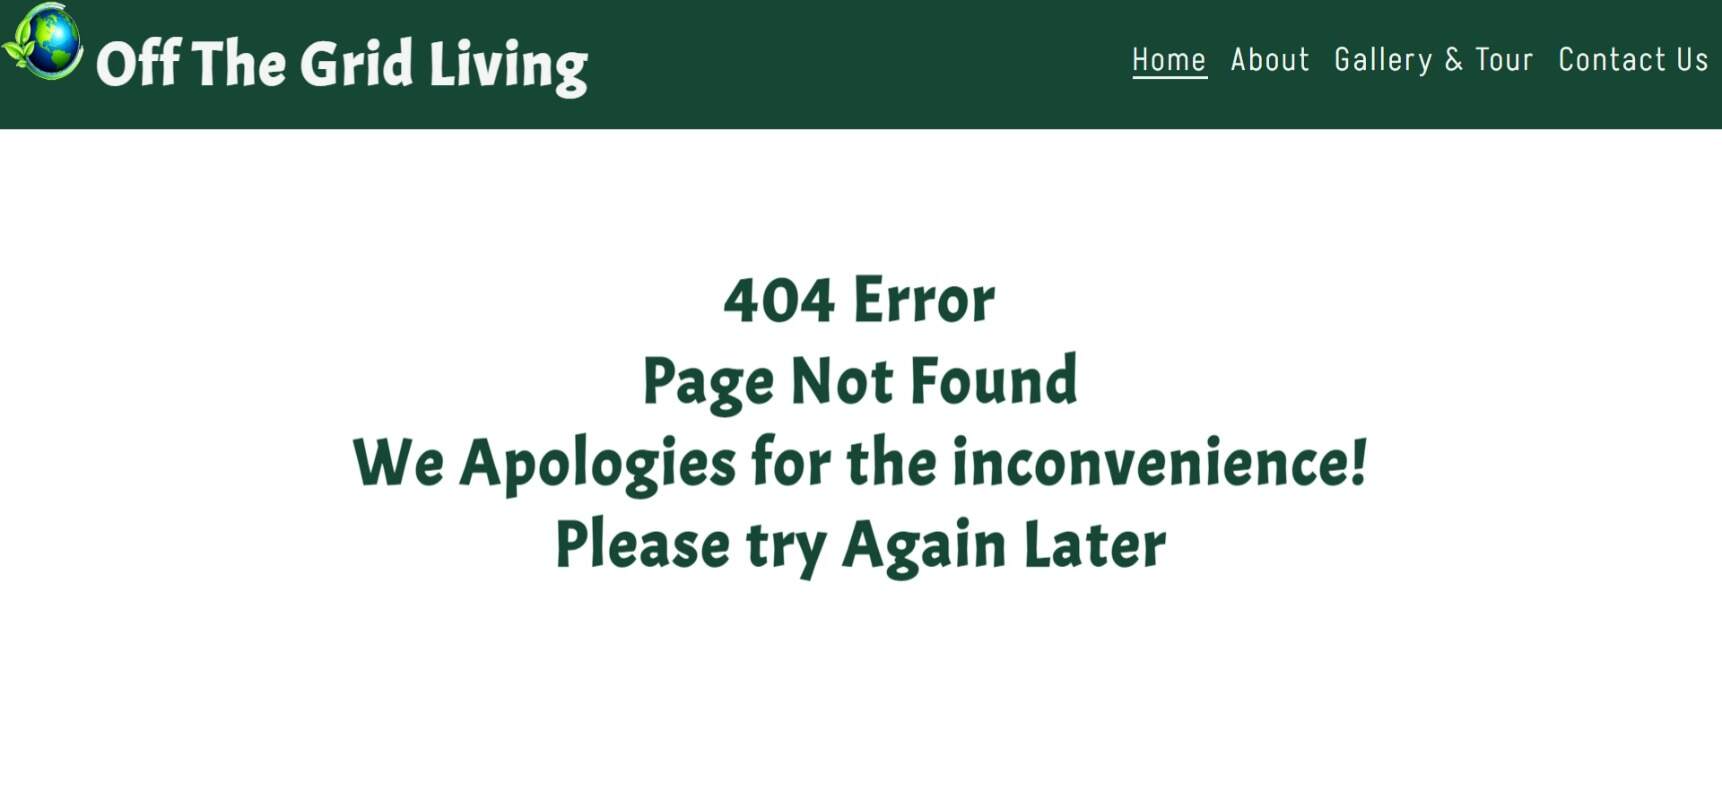 Off The Grid Living
Home About Gallery & Tour Contact Us
404 Error
Page Not Found
We Apologies for the inconvenience!
Please try Again Later